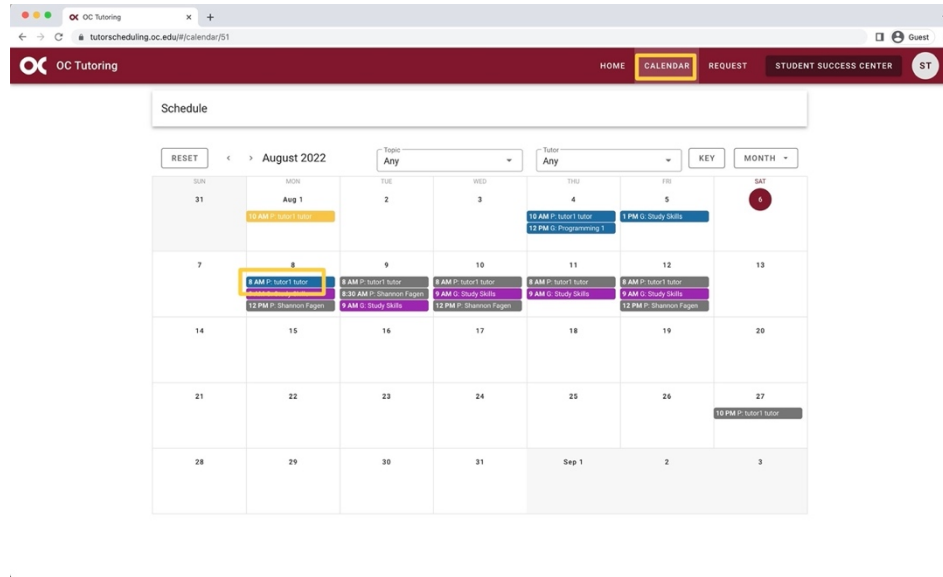 OC Tutoring
tutorscheduling.oc.edu/#/calendar/51
Guest
OC Tutoring
HOME
CALENDAR
REQUEST
STUDENT SUCCESS CENTER
ST
Schedule
RESET
August 2022
Topic
Any
Tutor
Any
KEY
MONTH
SUN MON TUE WED THU FRI SAT
31 Aug 1 2 3 4 5 6
10 AM P: tutor1 tutor
10 AM P: tutor1 tutor
12 PM G: Programming 1
1 PM G: Study Skills
7 8 9 10 11 12 13
8 AM P: tutor1 tutor
12 PM P: Shannon Fagen
8 AM P: tutor1 tutor
8:30 AM P: Shannon Fagen
9 AM G: Study Skills
8 AM P: tutor1 tutor
9 AM G: Study Skills
12 PM P: Shannon Fagen
8 AM P: tutor1 tutor
9 AM G: Study Skills
8 AM P: tutor1 tutor
9 AM G: Study Skills
12 PM P: Shannon Fagen
14 15 16 17 18 19 20
21 22 23 24 25 26 27
10 PM P: tutor1 tutor
28 29 30 31 Sep 1 2 3